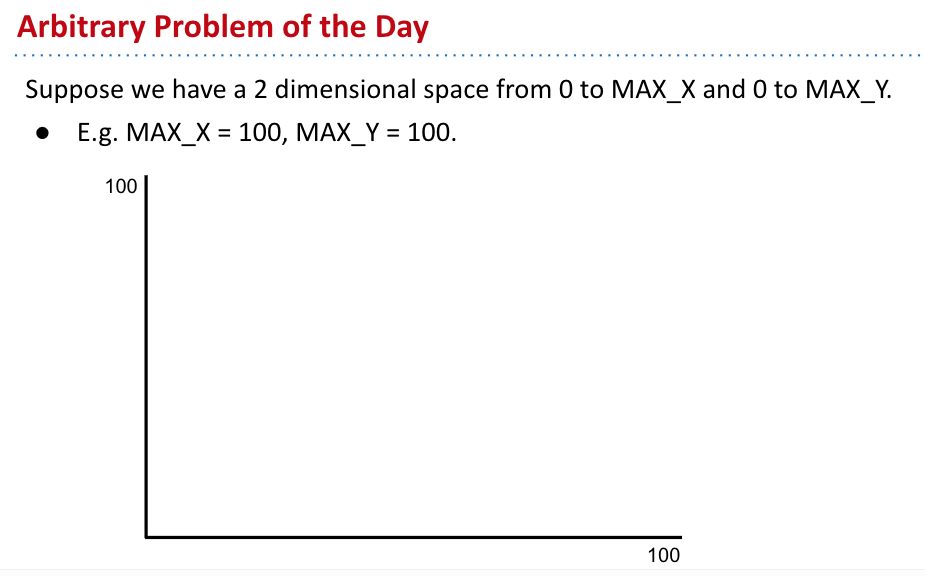 Arbitrary Problem of the Day
Suppose we have a 2 dimensional space from 0 to MAX_X and 0 to MAX_Y.
● E.g. MAX_X = 100, MAX_Y = 100.
100
100